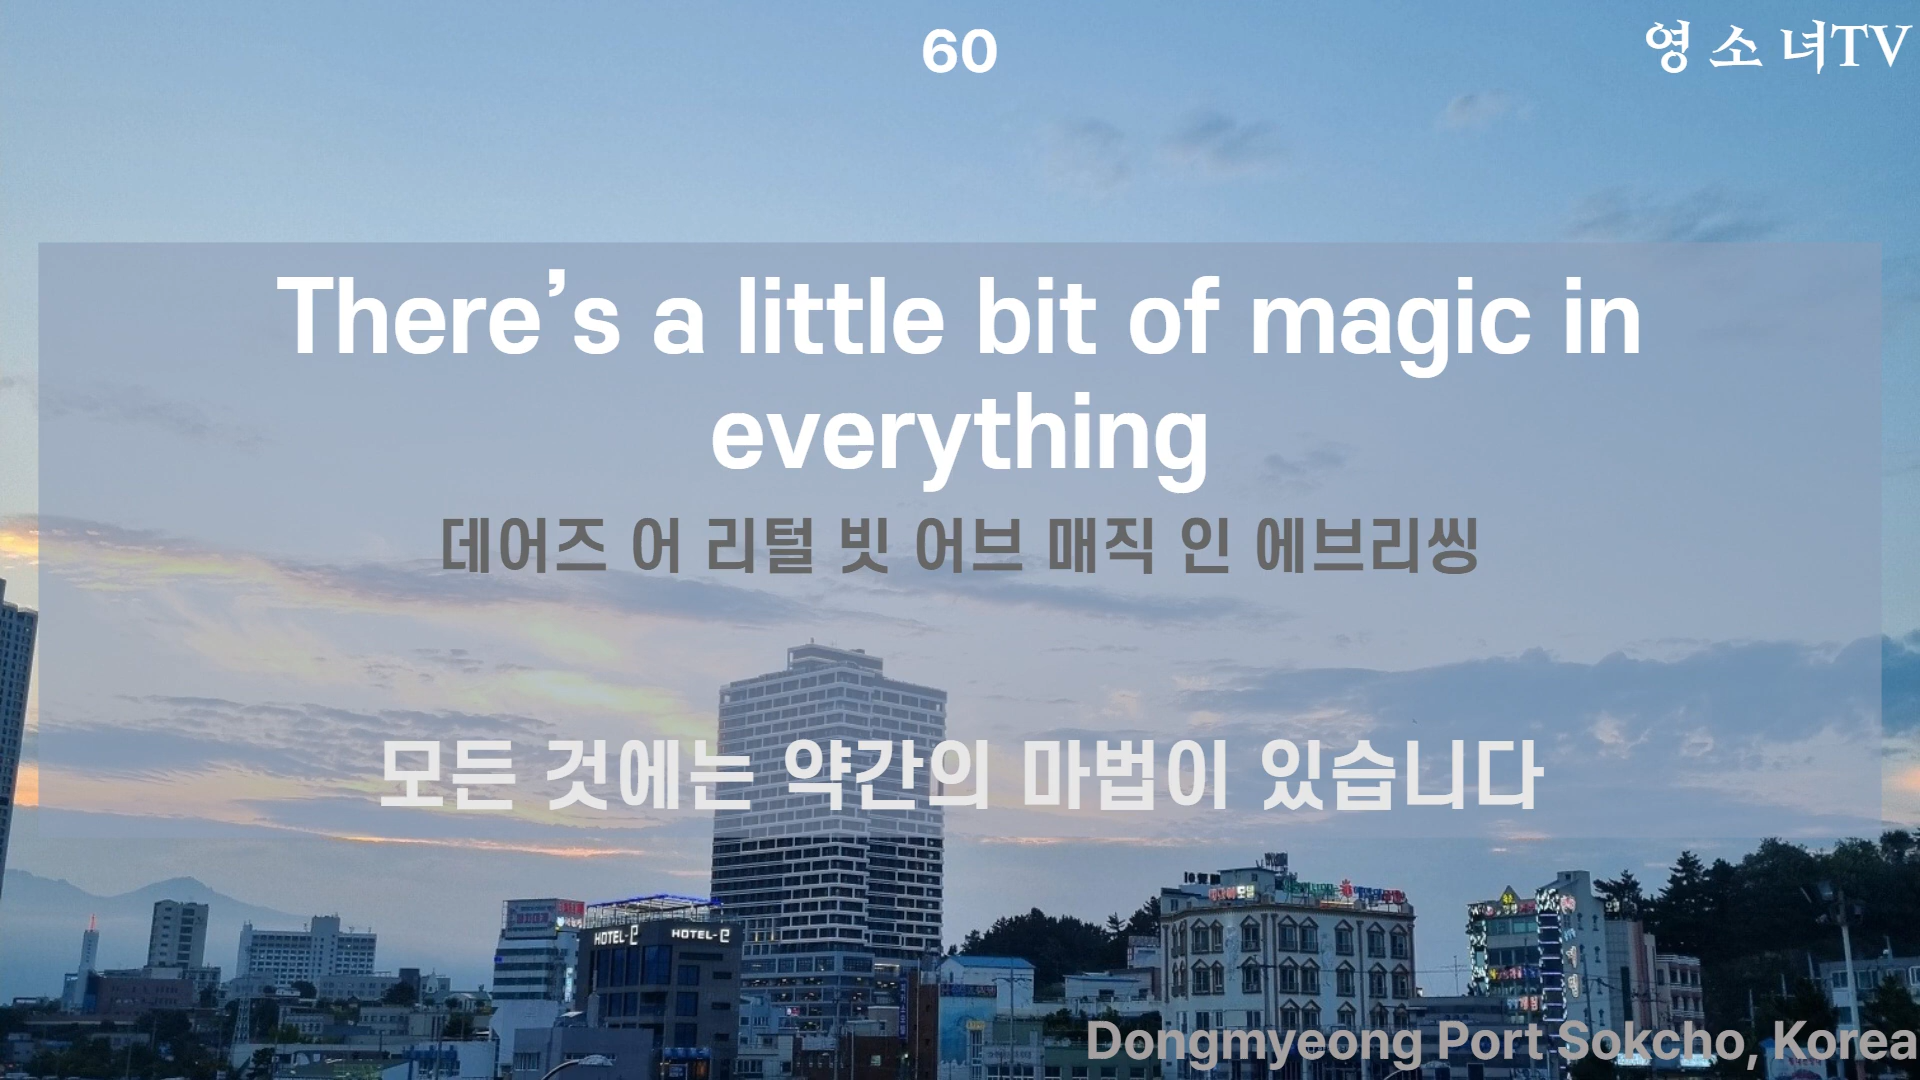 60
영소녀TV
There’s a little bit of magic in
everything
데어즈 어 리털 빗 어브 매직 인 에브리씽
모든 것에는 약간의 마법이 있습니다
HOTEL-e HOTEL-e
Dongmyeong Port Sokcho, Korea